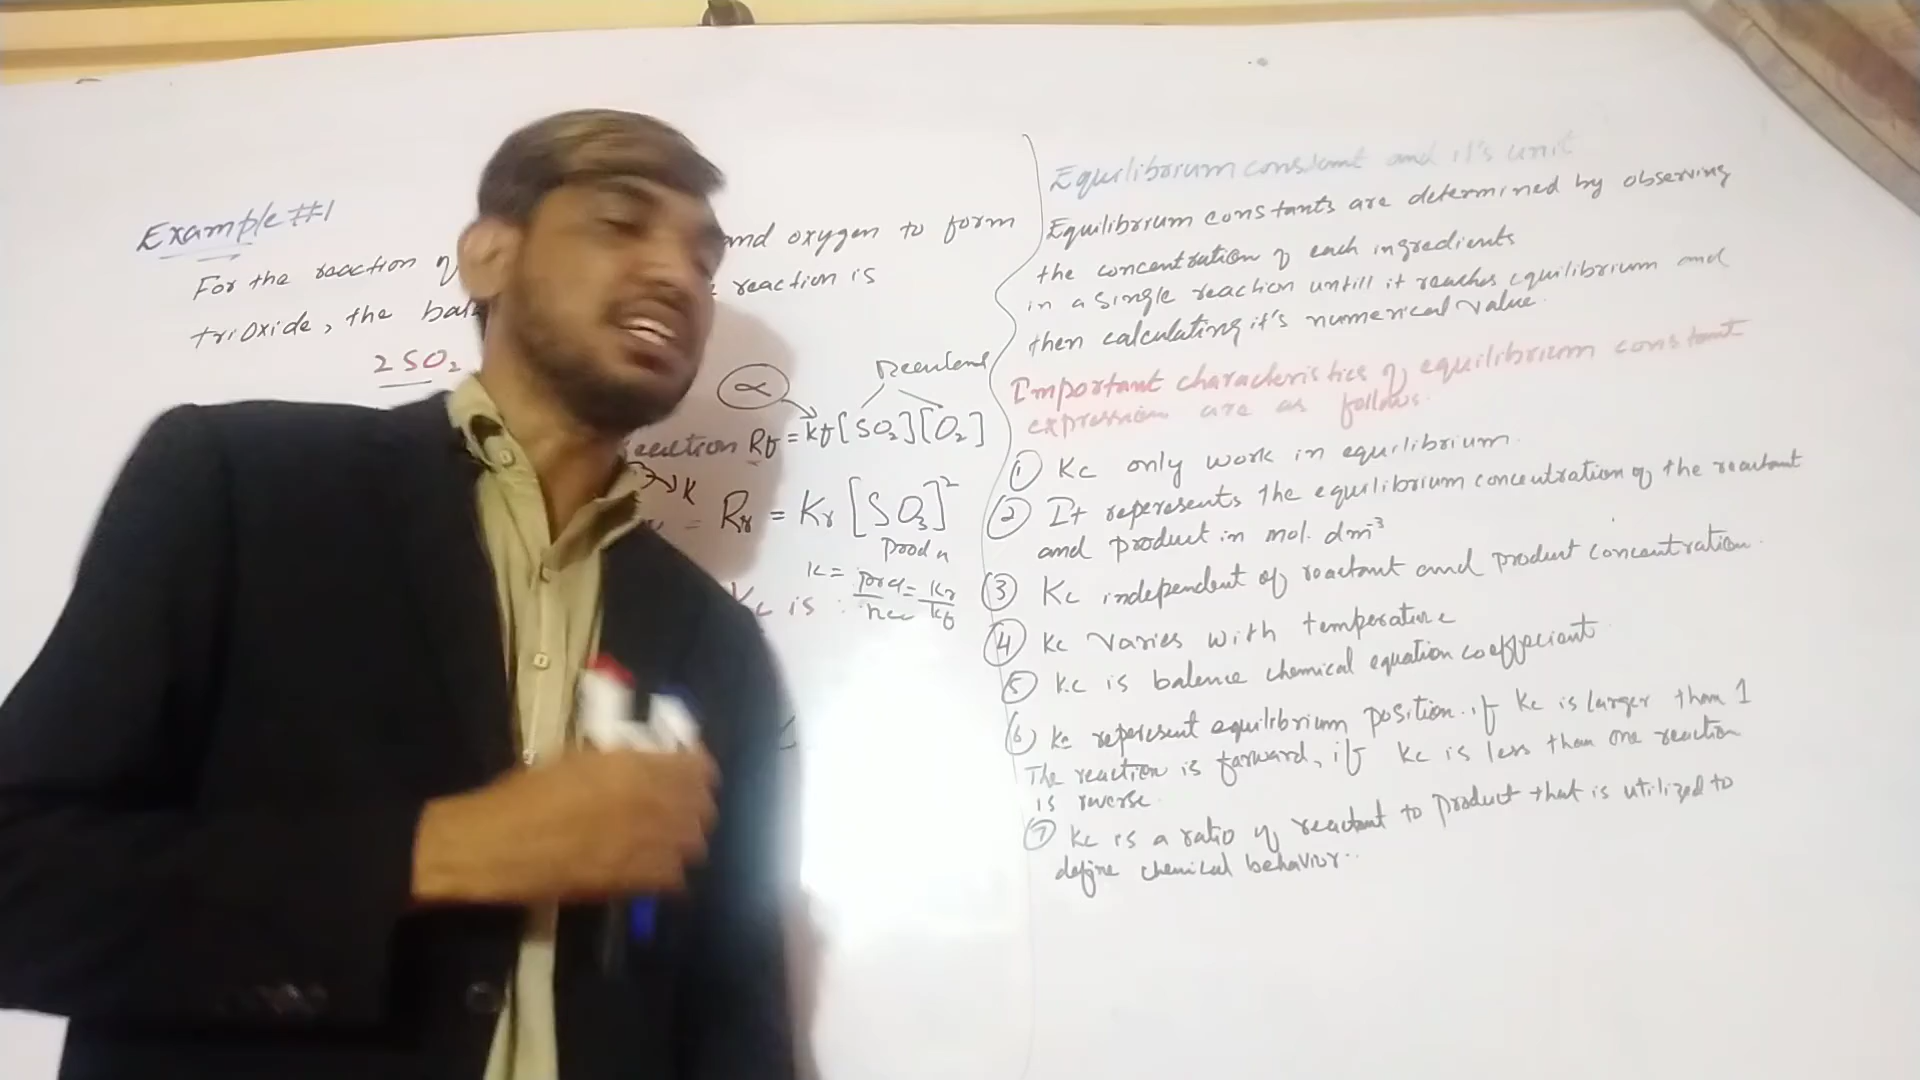 Example #1
For the reaction of and oxygen to form
trioxide, the reaction is
2SO₂
∝
reaction Rf = kf[SO₂][O₂]
K
= Rr = Kr [SO₃]²
K =
Kc is :
Equilibrium constant and it's unit
Equilibrium constants are determined by observing
the concentration of each ingredients
in a single reaction untill it reaches equilibrium and
then calculating it's numerical value.
Important characteristics of equilibrium constant
expression are as follows.
① Kc only work in equilibrium.
② It represents the equilibrium concentration of the reactant
and product in mol. dm⁻³
③ Kc independent of reactant and product concentration.
④ Kc varies with temperature
⑤ Kc is balence chemical equation coefficient
⑥ represent equilibrium position. if Kc is larger than 1
The reaction is forward, if Kc is less than one reaction
is reverse.
⑦ Kc is a ratio of reactant to product that is utilized to
define chemical behavior..